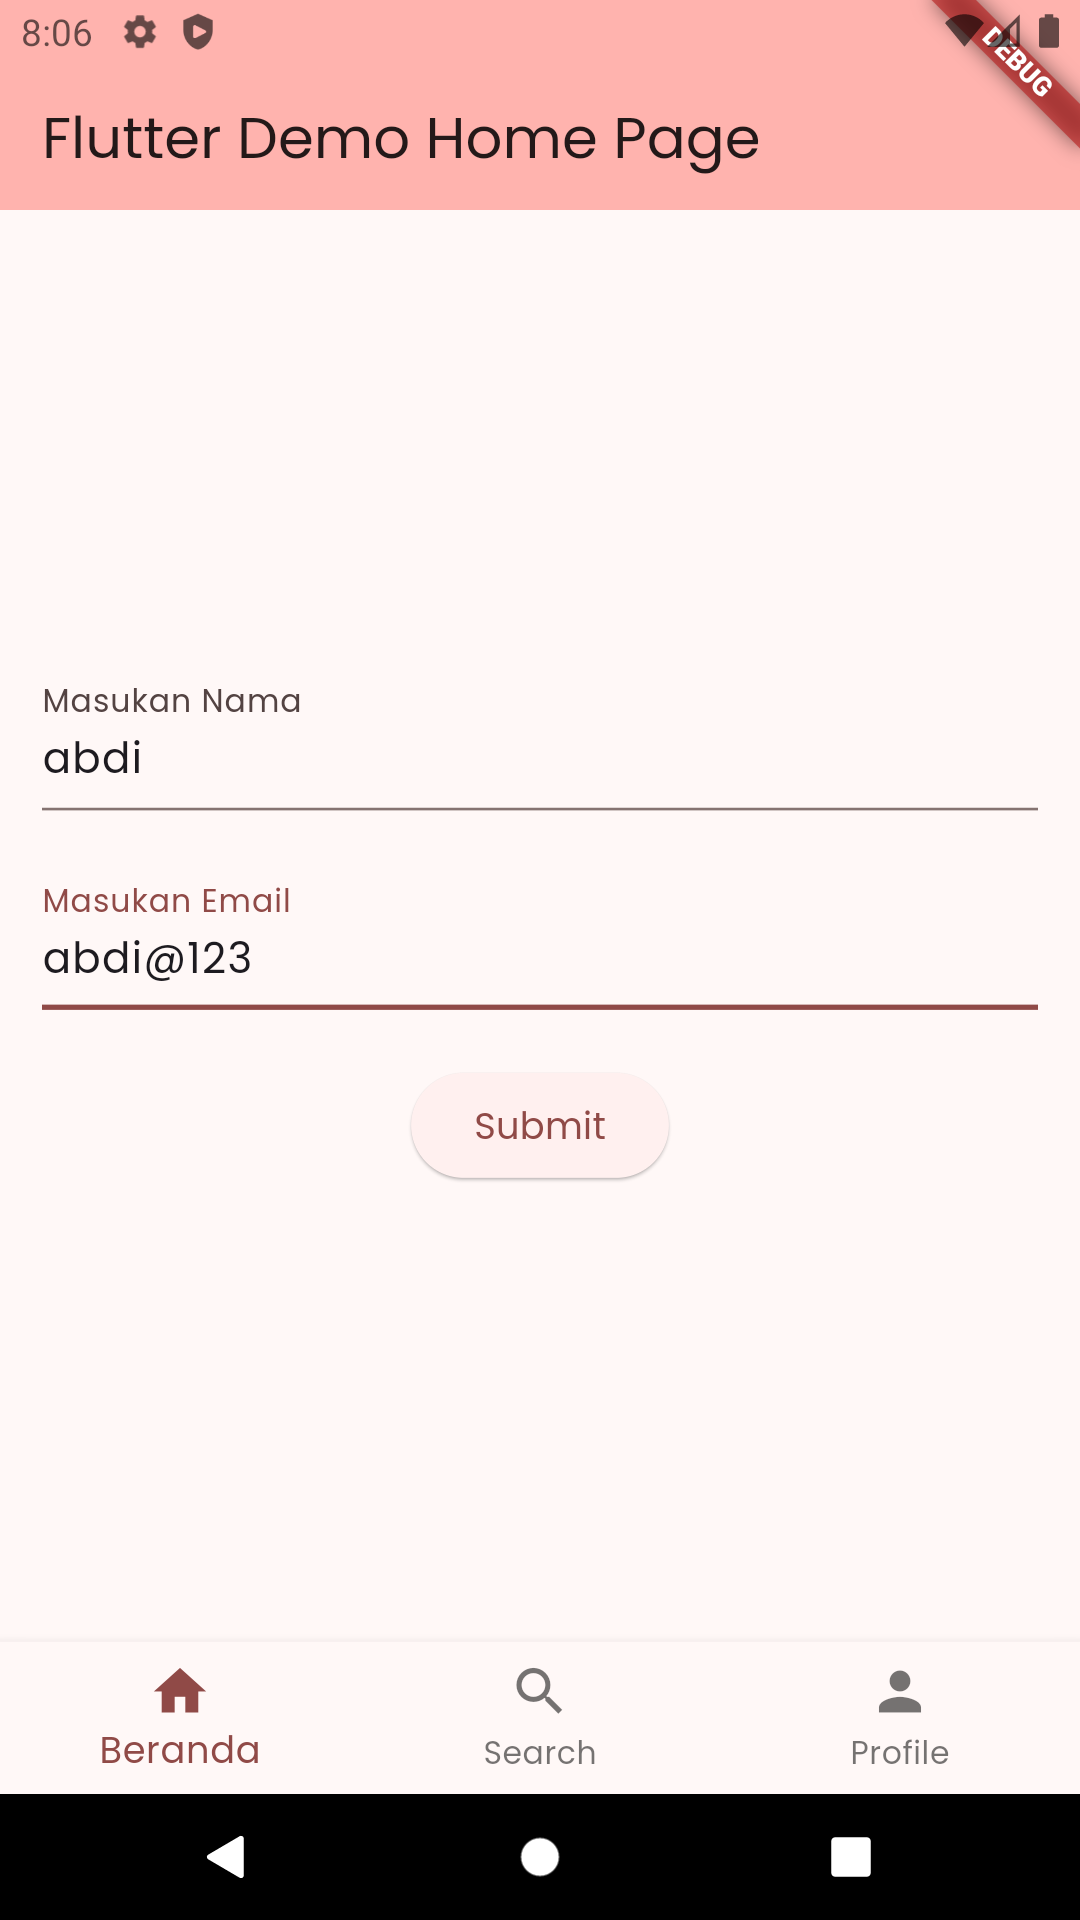 8:06
DEBUG
Flutter Demo Home Page
Masukan Nama
abdi
Masukan Email
abdi@123
Submit
Beranda
Search
Profile